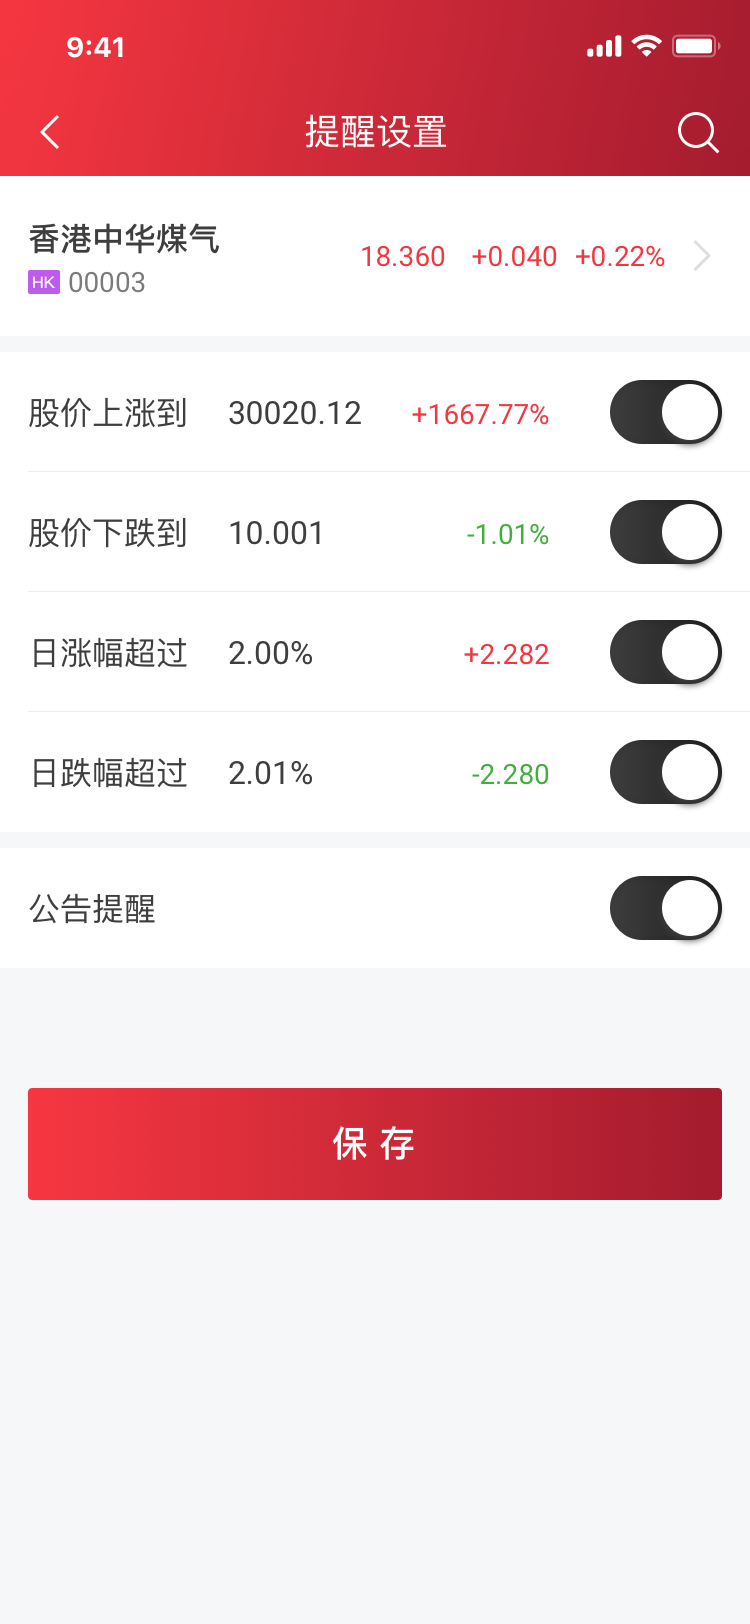 9:41
提醒设置
香港中华煤气
18.360 +0.040 +0.22%
HK 00003
股价上涨到 30020.12 +1667.77%
股价下跌到 10.001 -1.01%
日涨幅超过 2.00% +2.282
日跌幅超过 2.01% -2.280
公告提醒
保 存